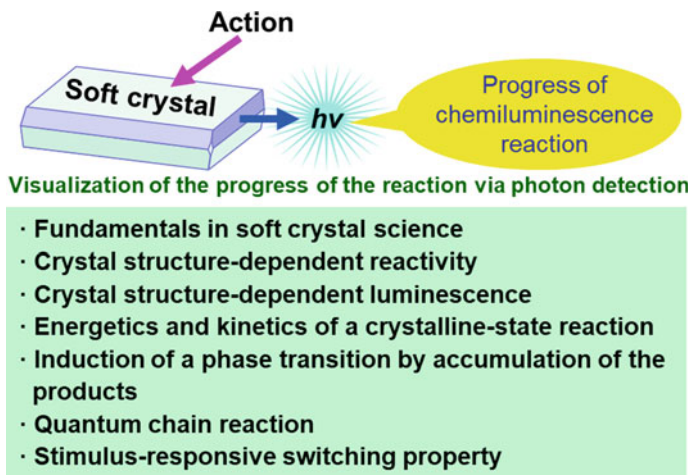 Action
Soft crystal
hν
Progress of
chemiluminescence
reaction
Visualization of the progress of the reaction via photon detection
· Fundamentals in soft crystal science
· Crystal structure-dependent reactivity
· Crystal structure-dependent luminescence
· Energetics and kinetics of a crystalline-state reaction
· Induction of a phase transition by accumulation of the
products
· Quantum chain reaction
· Stimulus-responsive switching property